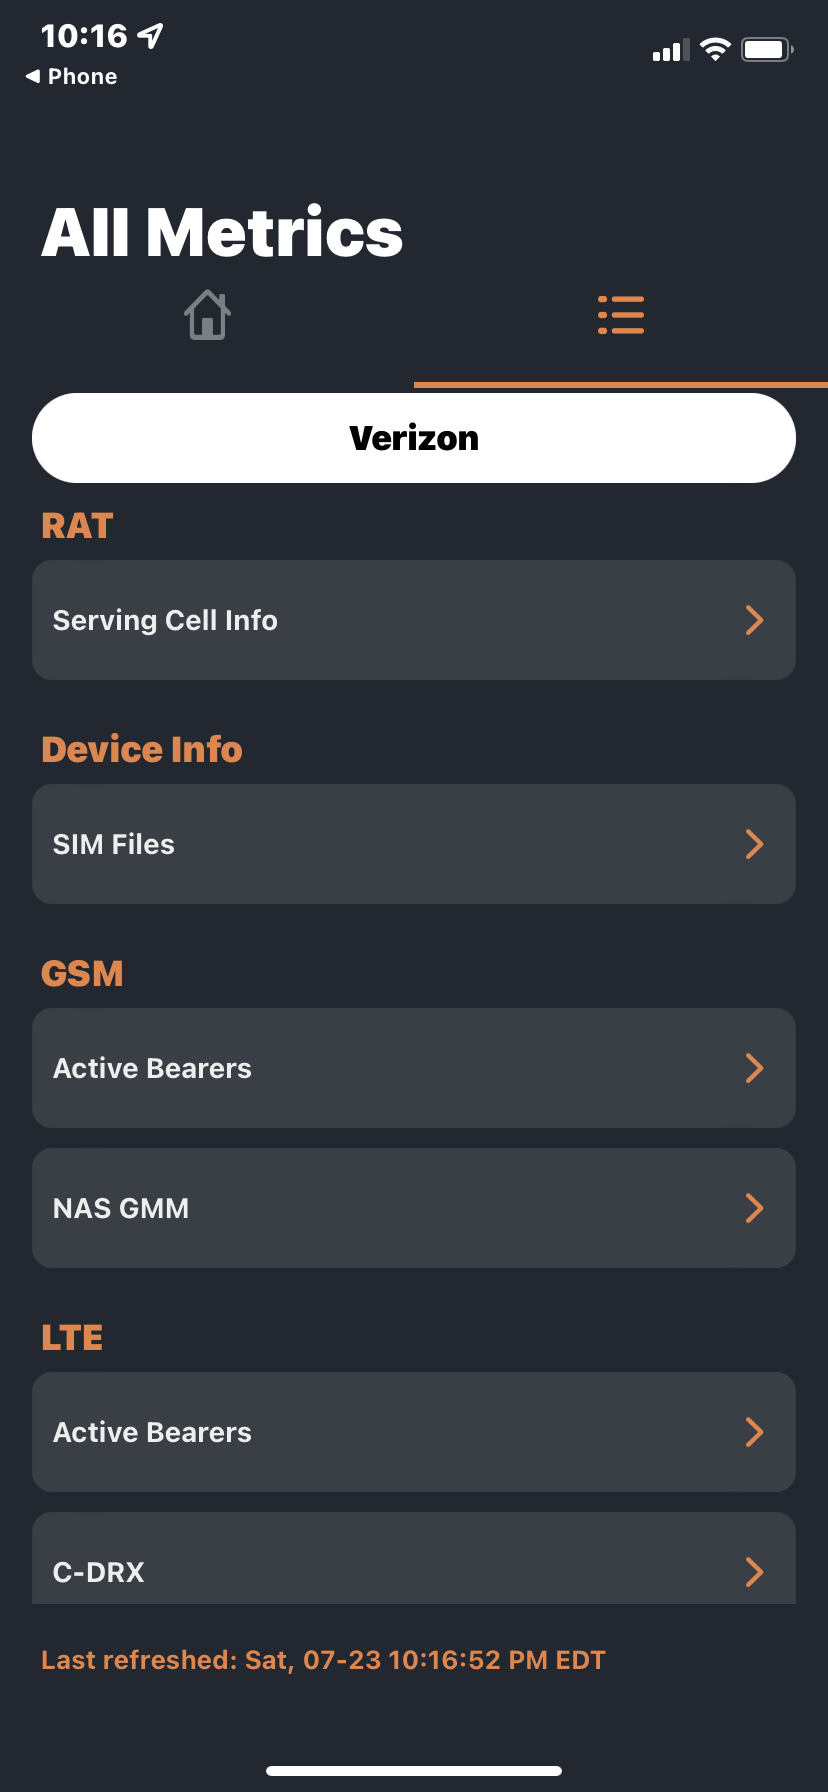 10:16
Phone
All Metrics
Verizon
RAT
Serving Cell Info
Device Info
SIM Files
GSM
Active Bearers
NAS GMM
LTE
Active Bearers
C-DRX
Last refreshed: Sat, 07-23 10:16:52 PM EDT